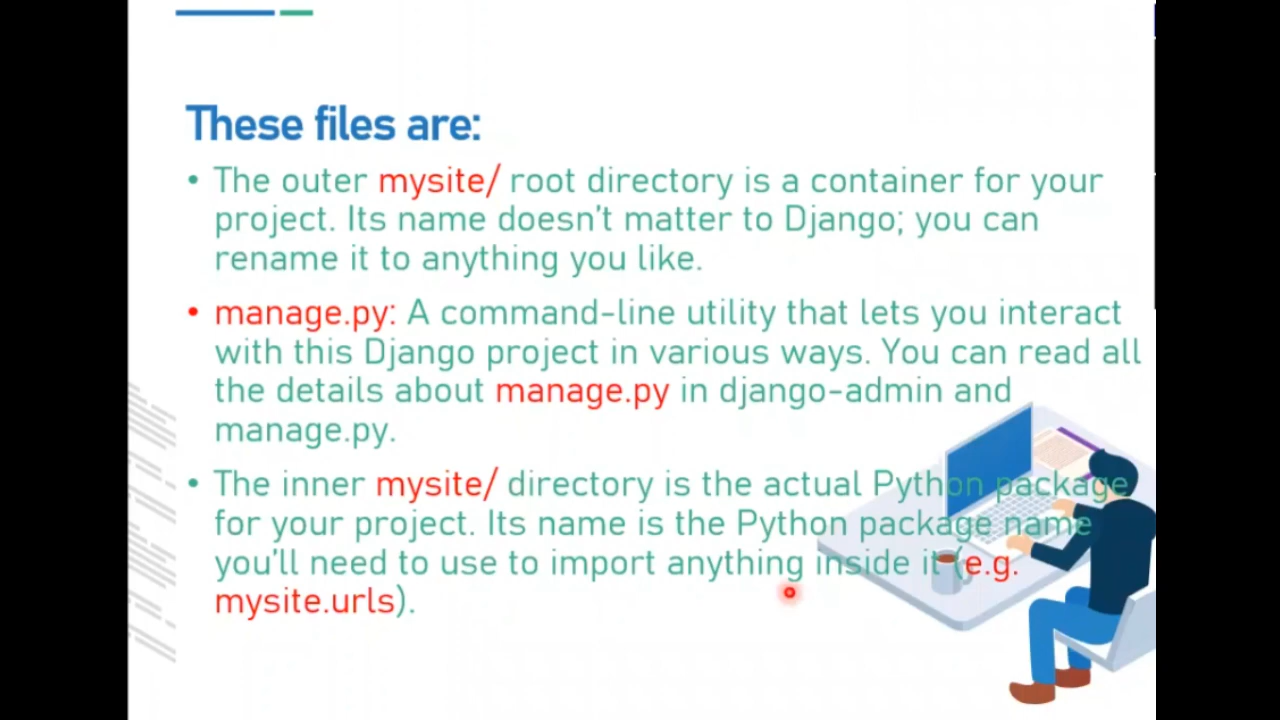 These files are:
• The outer mysite/ root directory is a container for your
project. Its name doesn't matter to Django; you can
rename it to anything you like.
• manage.py: A command-line utility that lets you interact
with this Django project in various ways. You can read all
the details about manage.py in django-admin and
manage.py.
• The inner mysite/ directory is the actual Python package
for your project. Its name is the Python package name
you'll need to use to import anything inside it (e.g.
mysite.urls).